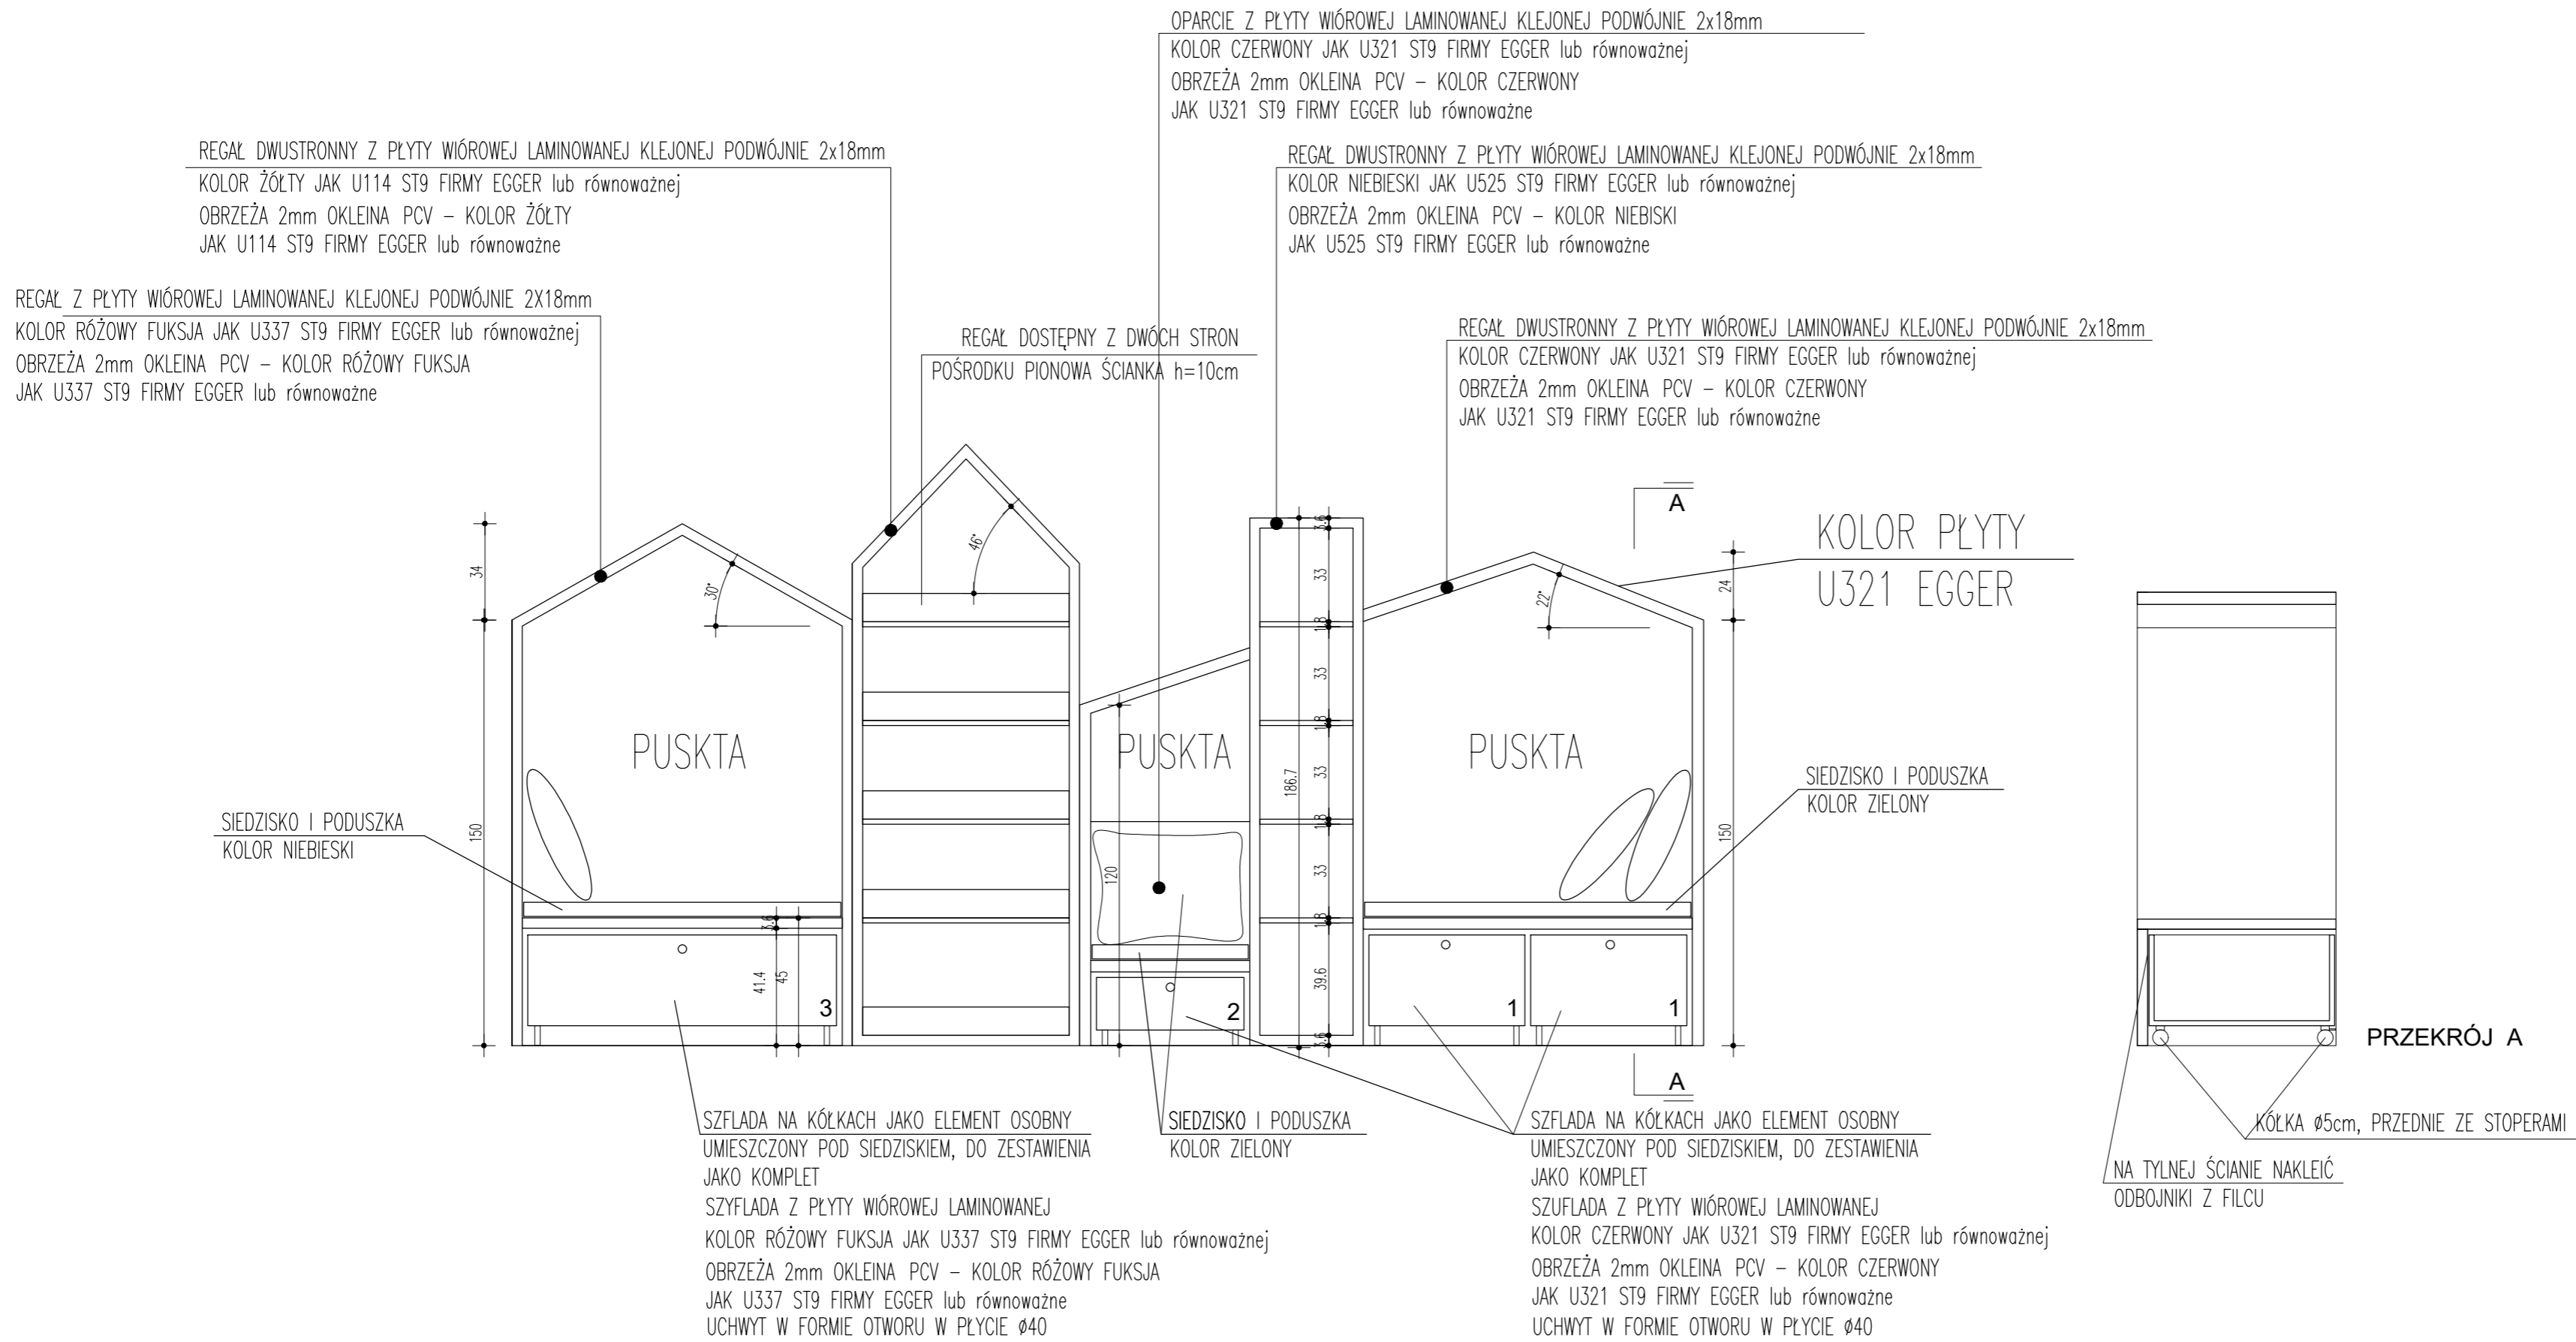 OPARCIE Z PŁYTY WIÓROWEJ LAMINOWANEJ KLEJONEJ PODWÓJNIE 2x18mm
KOLOR CZERWONY JAK U321 ST9 FIRMY EGGER lub równoważnej
OBRZEŻA 2mm OKLEINA PCV – KOLOR CZERWONY
JAK U321 ST9 FIRMY EGGER lub równoważne
REGAŁ DWUSTRONNY Z PŁYTY WIÓROWEJ LAMINOWANEJ KLEJONEJ PODWÓJNIE 2x18mm
KOLOR ŻÓŁTY JAK U114 ST9 FIRMY EGGER lub równoważnej
OBRZEŻA 2mm OKLEINA PCV – KOLOR ŻÓŁTY
JAK U114 ST9 FIRMY EGGER lub równoważne
REGAŁ DWUSTRONNY Z PŁYTY WIÓROWEJ LAMINOWANEJ KLEJONEJ PODWÓJNIE 2x18mm
KOLOR NIEBIESKI JAK U525 ST9 FIRMY EGGER lub równoważnej
OBRZEŻA 2mm OKLEINA PCV – KOLOR NIEBISKI
JAK U525 ST9 FIRMY EGGER lub równoważne
REGAŁ Z PŁYTY WIÓROWEJ LAMINOWANEJ KLEJONEJ PODWÓJNIE 2X18mm
KOLOR RÓŻOWY FUKSJA JAK U337 ST9 FIRMY EGGER lub równoważnej
OBRZEŻA 2mm OKLEINA PCV – KOLOR RÓŻOWY FUKSJA
JAK U337 ST9 FIRMY EGGER lub równoważne
REGAŁ DOSTĘPNY Z DWÓCH STRON
POŚRODKU PIONOWA ŚCIANKA h=10cm
REGAŁ DWUSTRONNY Z PŁYTY WIÓROWEJ LAMINOWANEJ KLEJONEJ PODWÓJNIE 2x18mm
KOLOR CZERWONY JAK U321 ST9 FIRMY EGGER lub równoważnej
OBRZEŻA 2mm OKLEINA PCV – KOLOR CZERWONY
JAK U321 ST9 FIRMY EGGER lub równoważne
A
KOLOR PŁYTY
U321 EGGER
34
150
30°
46°
22°
24
150
3.6
33
1.8
33
1.8
33
1.8
33
1.8
39.6
3.6
186.7
120
PUSKTA
PUSKTA
PUSKTA
SIEDZISKO I PODUSZKA
KOLOR NIEBIESKI
SIEDZISKO I PODUSZKA
KOLOR ZIELONY
3.6
41.4
45
3
2
1
1
PRZEKRÓJ A
A
SZFLADA NA KÓŁKACH JAKO ELEMENT OSOBNY
UMIESZCZONY POD SIEDZISKIEM, DO ZESTAWIENIA
JAKO KOMPLET
SZYFLADA Z PŁYTY WIÓROWEJ LAMINOWANEJ
KOLOR RÓŻOWY FUKSJA JAK U337 ST9 FIRMY EGGER lub równoważnej
OBRZEŻA 2mm OKLEINA PCV – KOLOR RÓŻOWY FUKSJA
JAK U337 ST9 FIRMY EGGER lub równoważne
UCHWYT W FORMIE OTWORU W PŁYCIE ø40
SIEDZISKO I PODUSZKA
KOLOR ZIELONY
SZFLADA NA KÓŁKACH JAKO ELEMENT OSOBNY
UMIESZCZONY POD SIEDZISKIEM, DO ZESTAWIENIA
JAKO KOMPLET
SZUFLADA Z PŁYTY WIÓROWEJ LAMINOWANEJ
KOLOR CZERWONY JAK U321 ST9 FIRMY EGGER lub równoważnej
OBRZEŻA 2mm OKLEINA PCV – KOLOR CZERWONY
JAK U321 ST9 FIRMY EGGER lub równoważne
UCHWYT W FORMIE OTWORU W PŁYCIE ø40
KÓŁKA ø5cm, PRZEDNIE ZE STOPERAMI
NA TYLNEJ ŚCIANIE NAKLEIĆ
ODBOJNIKI Z FILCU